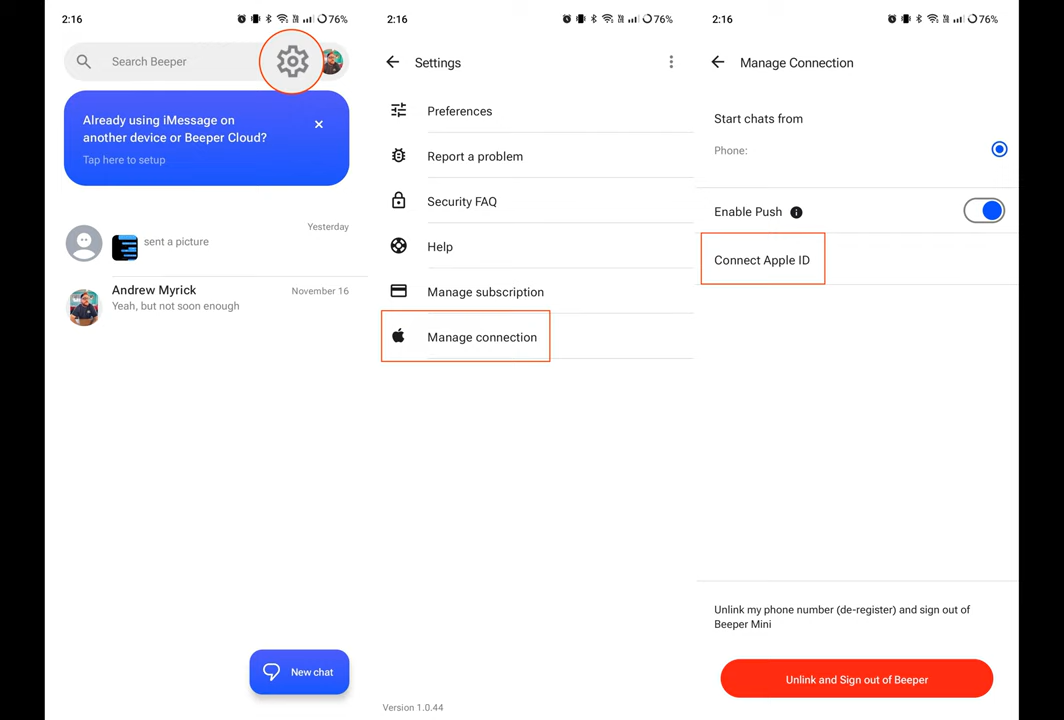 2:16
76%
Search Beeper
Already using iMessage on
another device or Beeper Cloud?
Tap here to setup
Yesterday
sent a picture
Andrew Myrick
November 16
Yeah, but not soon enough
New chat
2:16
76%
Settings
Preferences
Report a problem
Security FAQ
Help
Manage subscription
Manage connection
Version 1.0.44
2:16
76%
Manage Connection
Start chats from
Phone:
Enable Push
Connect Apple ID
Unlink my phone number (de-register) and sign out of
Beeper Mini
Unlink and Sign out of Beeper